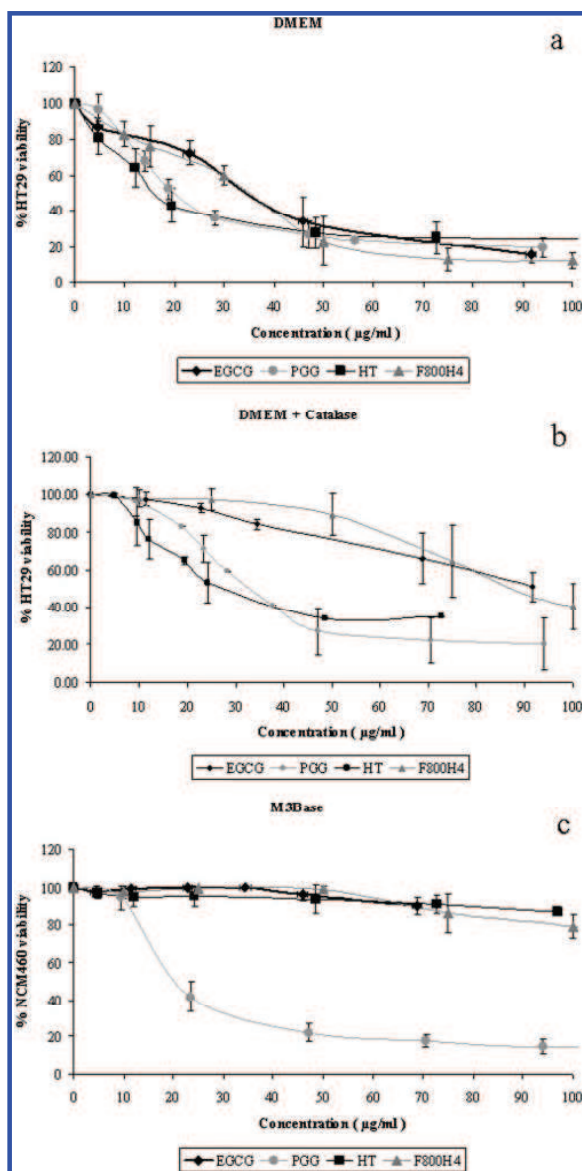 DMEM
a
120
100
80
60
40
20
0
% HT29 viability
0 10 20 30 40 50 60 70 80 90 100
Concentration ( µg/ml )
EGCG PGG HT F800H4
DMEM + Catalase
b
120.00
100.00
80.00
60.00
40.00
20.00
0.00
% HT29 viability
0 10 20 30 40 50 60 70 80 90 100
Concentration ( µg/ml )
EGCG PGG HT F800H4
M3Base
c
120
100
80
60
40
20
0
% NCM460 viability
0 10 20 30 40 50 60 70 80 90 100
Concentration ( µg/ml )
EGCG PGG HT F800H4